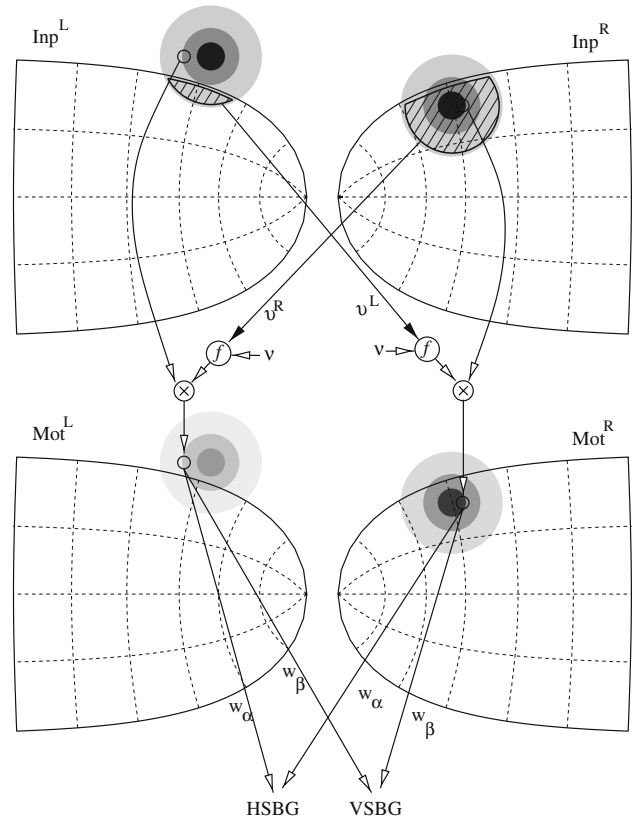 Inp^L Inp^R
υ^R υ^L
f ν ν f
× ×
Mot^L Mot^R
w_β w_α
w_α w_β
HSBG VSBG